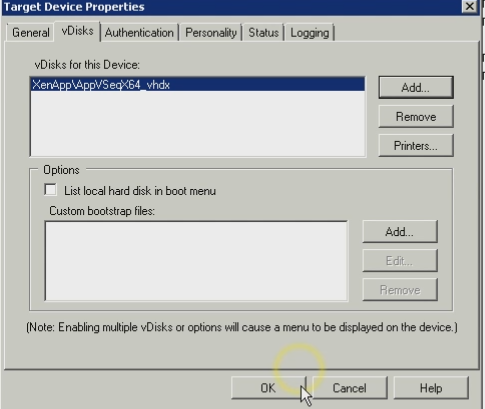 Target Device Properties
General vDisks Authentication Personality Status Logging
vDisks for this Device:
XenApp\AppVSeqX64_vhdx
Add...
Remove
Printers...
Options
List local hard disk in boot menu
Custom bootstrap files:
Add...
Edit...
Remove
(Note: Enabling multiple vDisks or options will cause a menu to be displayed on the device.)
OK Cancel Help